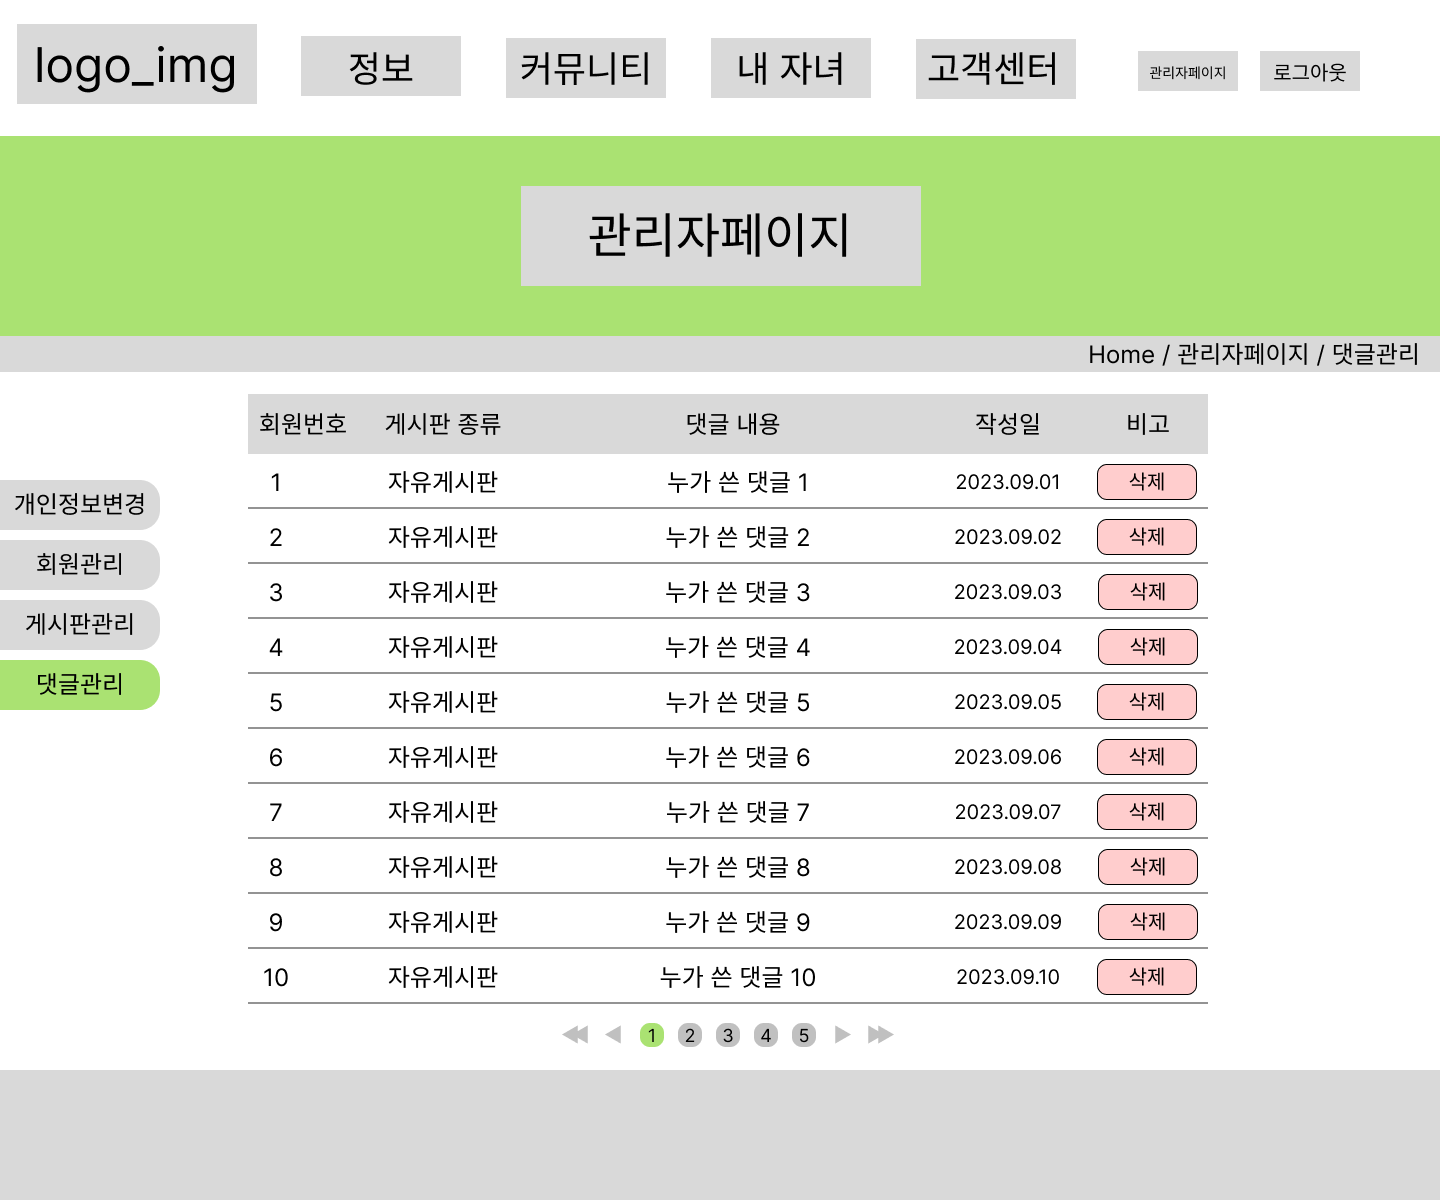 logo_img 정보 커뮤니티 내 자녀 고객센터 관리자페이지 로그아웃
관리자페이지
Home / 관리자페이지 / 댓글관리
개인정보변경
회원관리
게시판관리
댓글관리
회원번호 게시판 종류 댓글 내용 작성일 비고
1 자유게시판 누가 쓴 댓글 1 2023.09.01 삭제
2 자유게시판 누가 쓴 댓글 2 2023.09.02 삭제
3 자유게시판 누가 쓴 댓글 3 2023.09.03 삭제
4 자유게시판 누가 쓴 댓글 4 2023.09.04 삭제
5 자유게시판 누가 쓴 댓글 5 2023.09.05 삭제
6 자유게시판 누가 쓴 댓글 6 2023.09.06 삭제
7 자유게시판 누가 쓴 댓글 7 2023.09.07 삭제
8 자유게시판 누가 쓴 댓글 8 2023.09.08 삭제
9 자유게시판 누가 쓴 댓글 9 2023.09.09 삭제
10 자유게시판 누가 쓴 댓글 10 2023.09.10 삭제
1 2 3 4 5